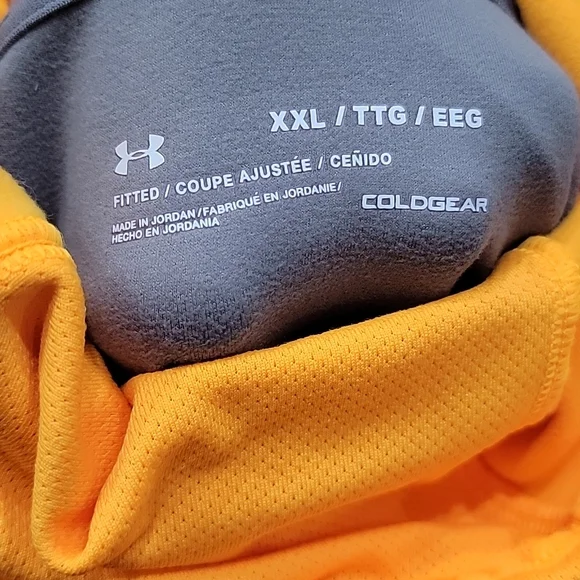 XXL / TTG / EEG
FITTED / COUPE AJUSTÉE / CEÑIDO
MADE IN JORDAN / FABRIQUÉ EN JORDANIE /
HECHO EN JORDANIA
COLDGEAR